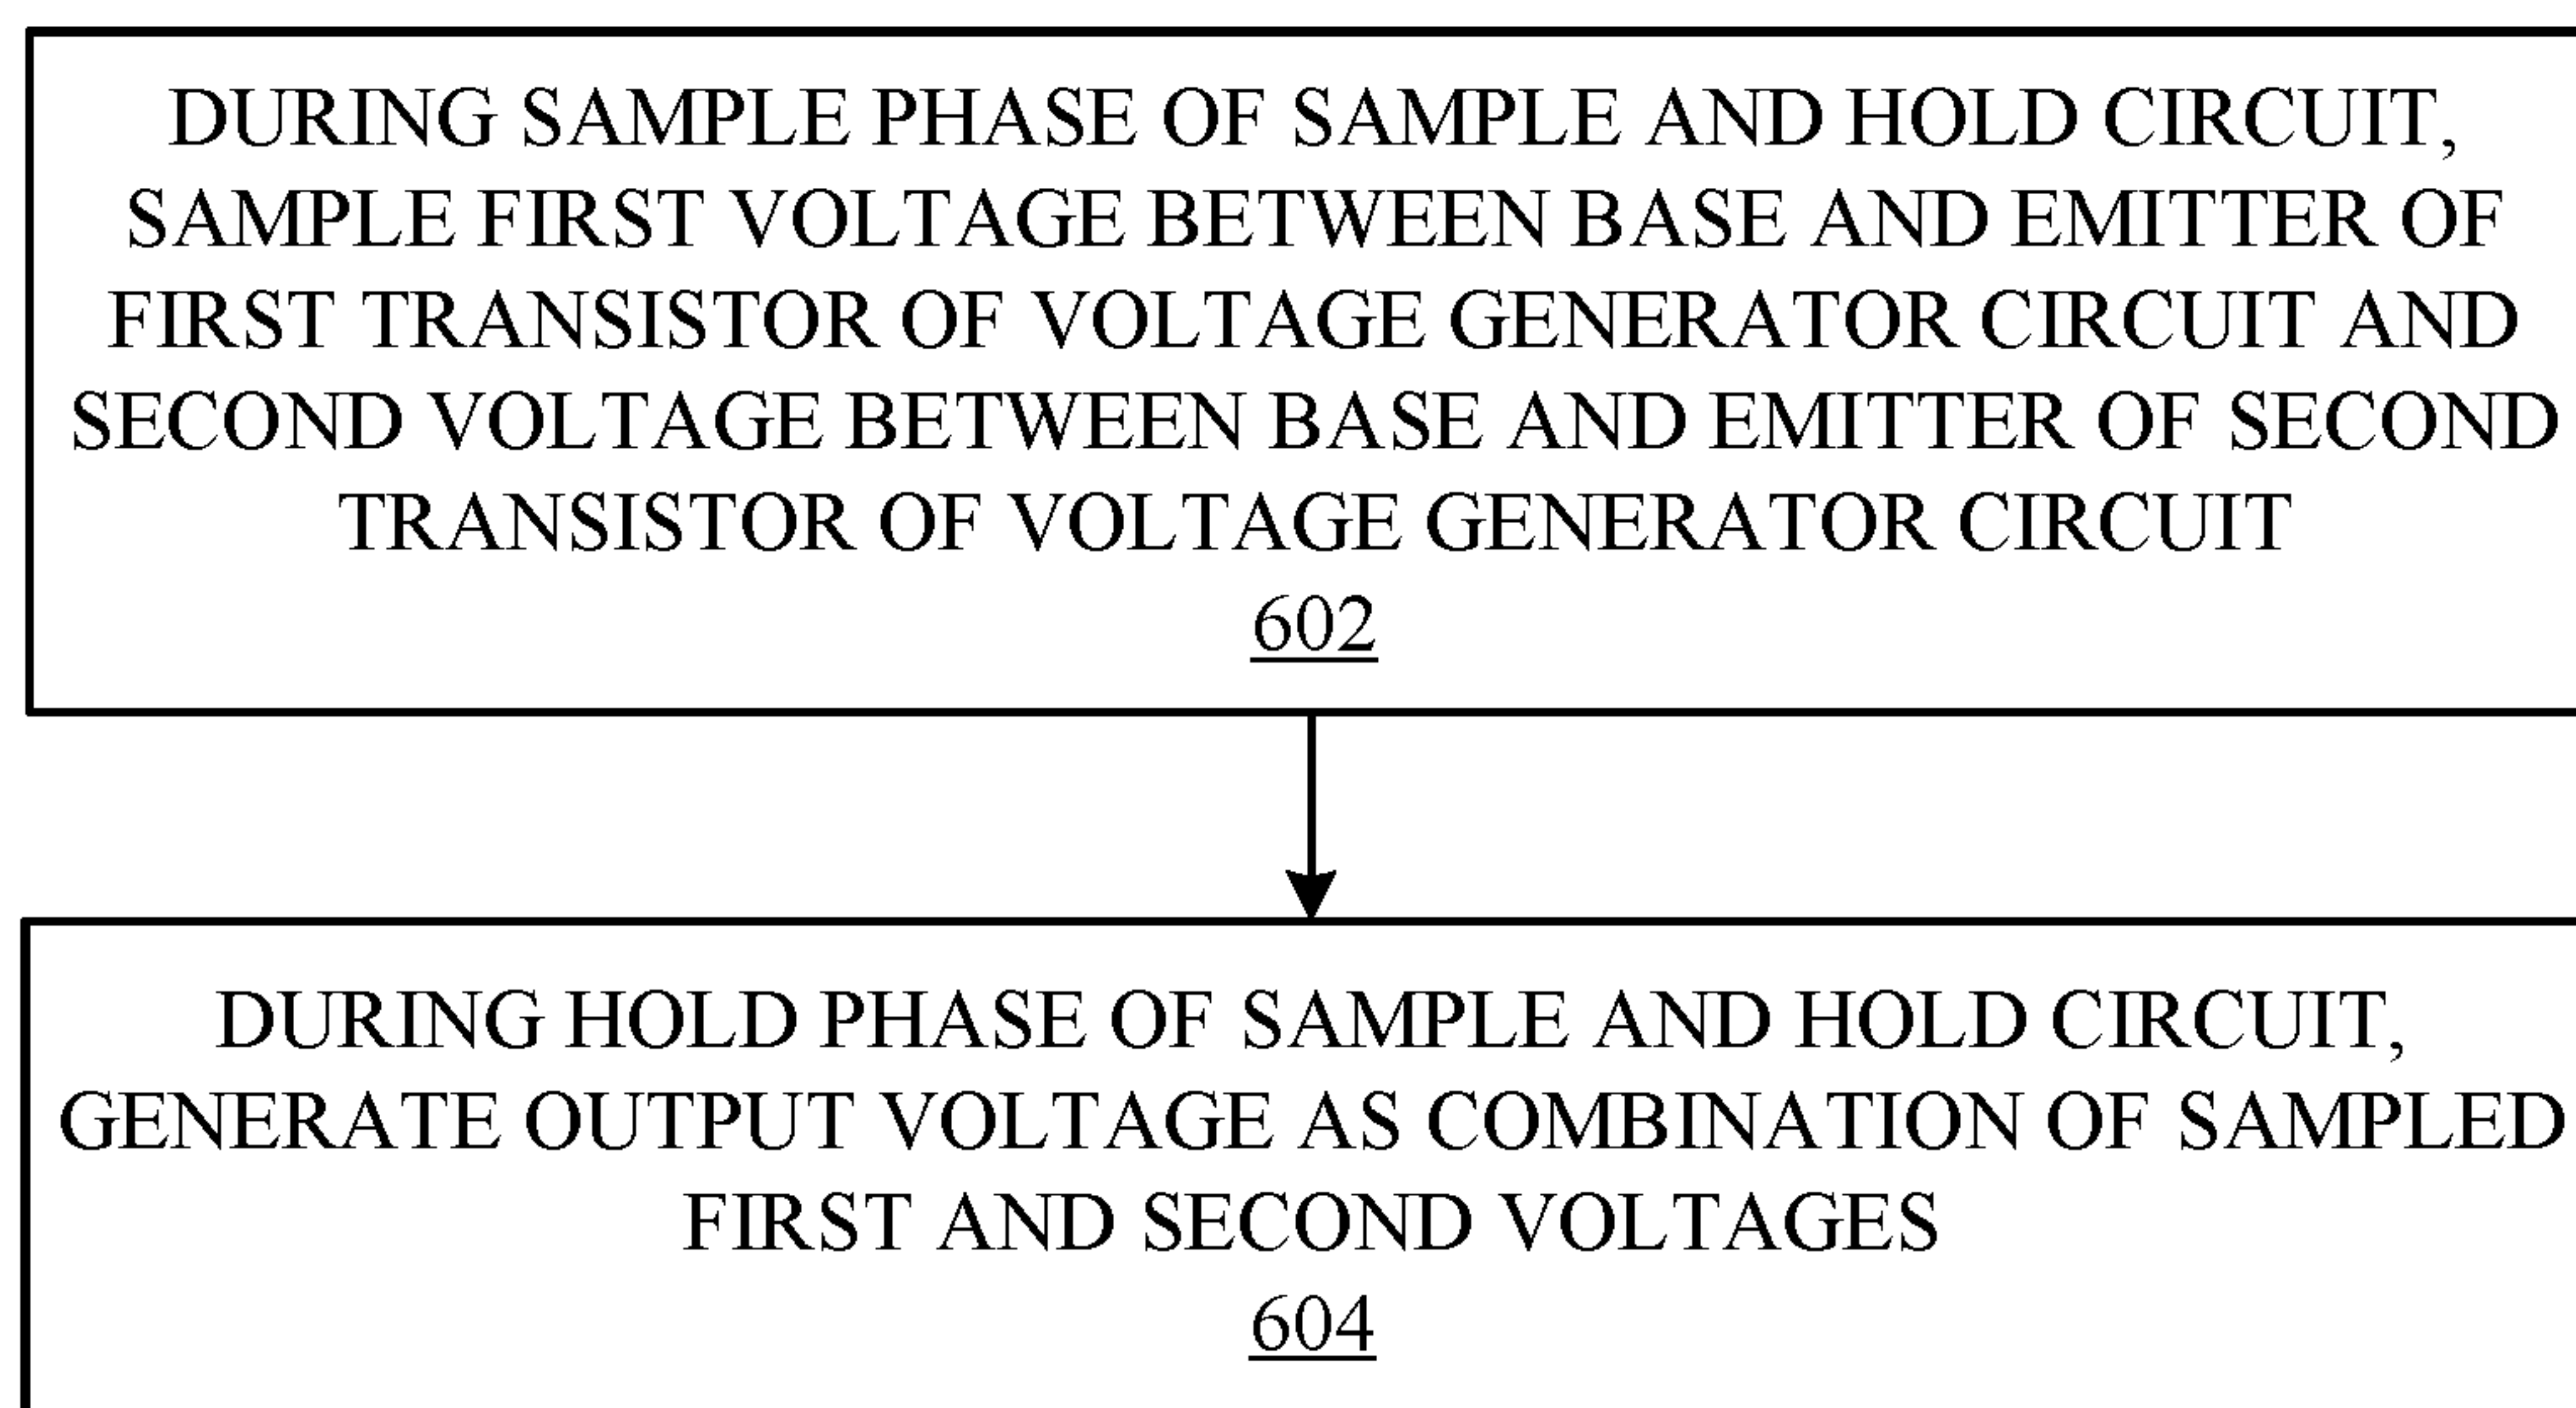 DURING SAMPLE PHASE OF SAMPLE AND HOLD CIRCUIT,
SAMPLE FIRST VOLTAGE BETWEEN BASE AND EMITTER OF
FIRST TRANSISTOR OF VOLTAGE GENERATOR CIRCUIT AND
SECOND VOLTAGE BETWEEN BASE AND EMITTER OF SECOND
TRANSISTOR OF VOLTAGE GENERATOR CIRCUIT
602
DURING HOLD PHASE OF SAMPLE AND HOLD CIRCUIT,
GENERATE OUTPUT VOLTAGE AS COMBINATION OF SAMPLED
FIRST AND SECOND VOLTAGES
604